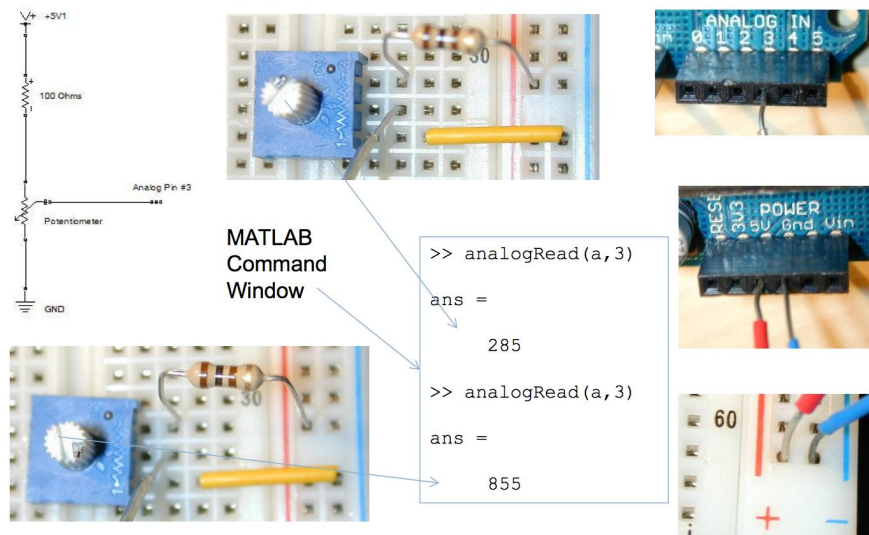 +5V1
100 Ohms
Analog Pin #3
Potentiometer
GND
30
ANALOG IN
0 1 2 3 4 5
RESE 3V3 5V Gnd Vin
POWER
MATLAB
Command
Window
>> analogRead(a,3)
ans =
285
>> analogRead(a,3)
ans =
855
30
60
+ −